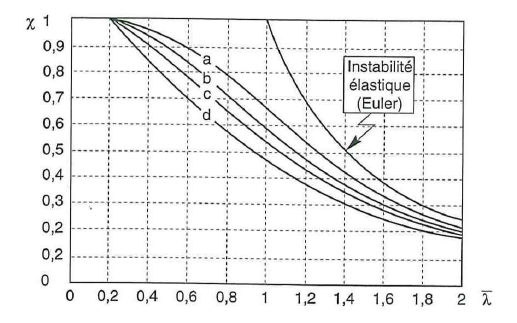 χ 1
0,9
0,8
0,7
0,6
0,5
0,4
0,3
0,2
0,2
0
a
b
c
d
Instabilité
élastique
(Euler)
0 0,2 0,4 0,6 0,8 1 1,2 1,4 1,6 1,8 2 λ̅